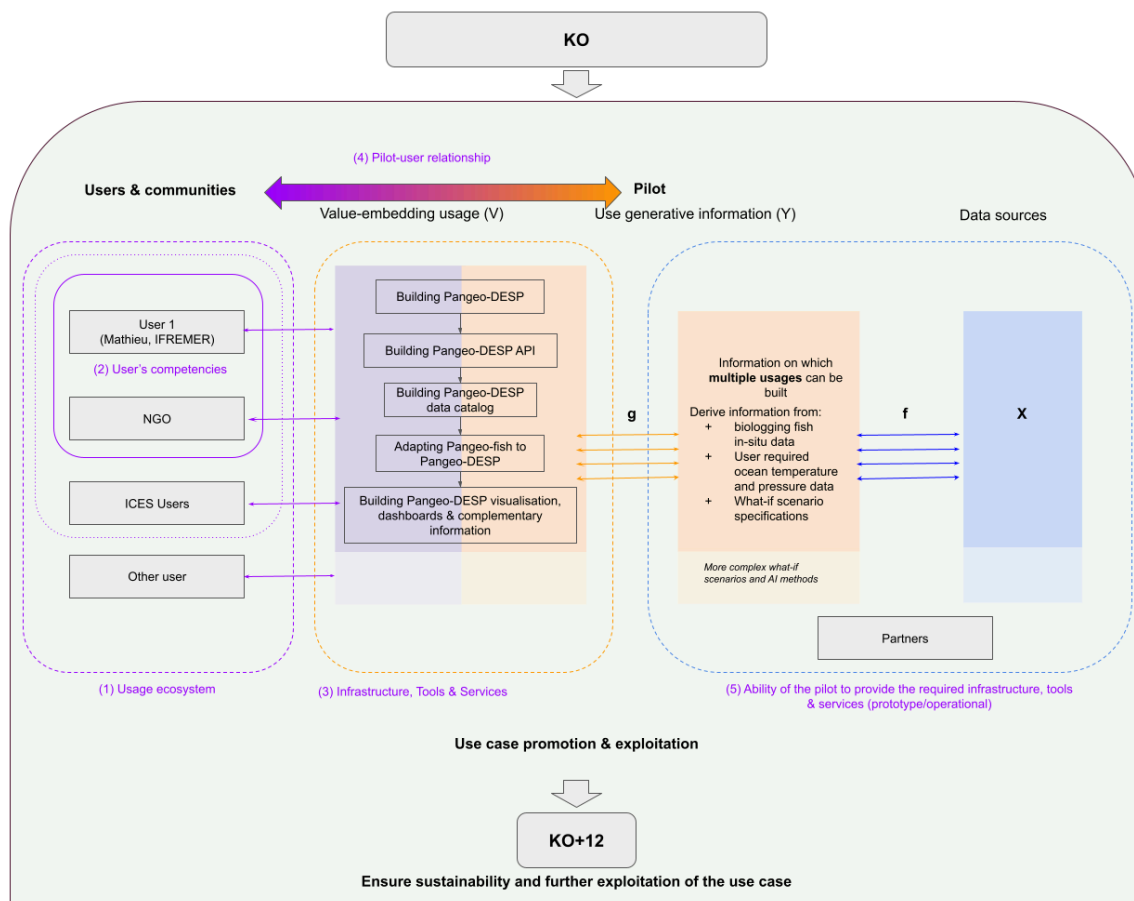 KO
(4) Pilot-user relationship
Users & communities
Pilot
Value-embedding usage (V)
Use generative information (Y)
Data sources
User 1
(Mathieu, IFREMER)
(2) User's competencies
NGO
ICES Users
Other user
(1) Usage ecosystem
Building Pangeo-DESP
Building Pangeo-DESP API
Building Pangeo-DESP
data catalog
Adapting Pangeo-fish to
Pangeo-DESP
Building Pangeo-DESP visualisation,
dashboards & complementary
information
(3) Infrastructure, Tools & Services
g
Information on which
multiple usages can be
built
Derive information from:
+ biologging fish
in-situ data
+ User required
ocean temperature
and pressure data
+ What-if scenario
specifications
More complex what-if
scenarios and AI methods
f
X
Partners
(5) Ability of the pilot to provide the required infrastructure, tools
& services (prototype/operational)
Use case promotion & exploitation
KO+12
Ensure sustainability and further exploitation of the use case